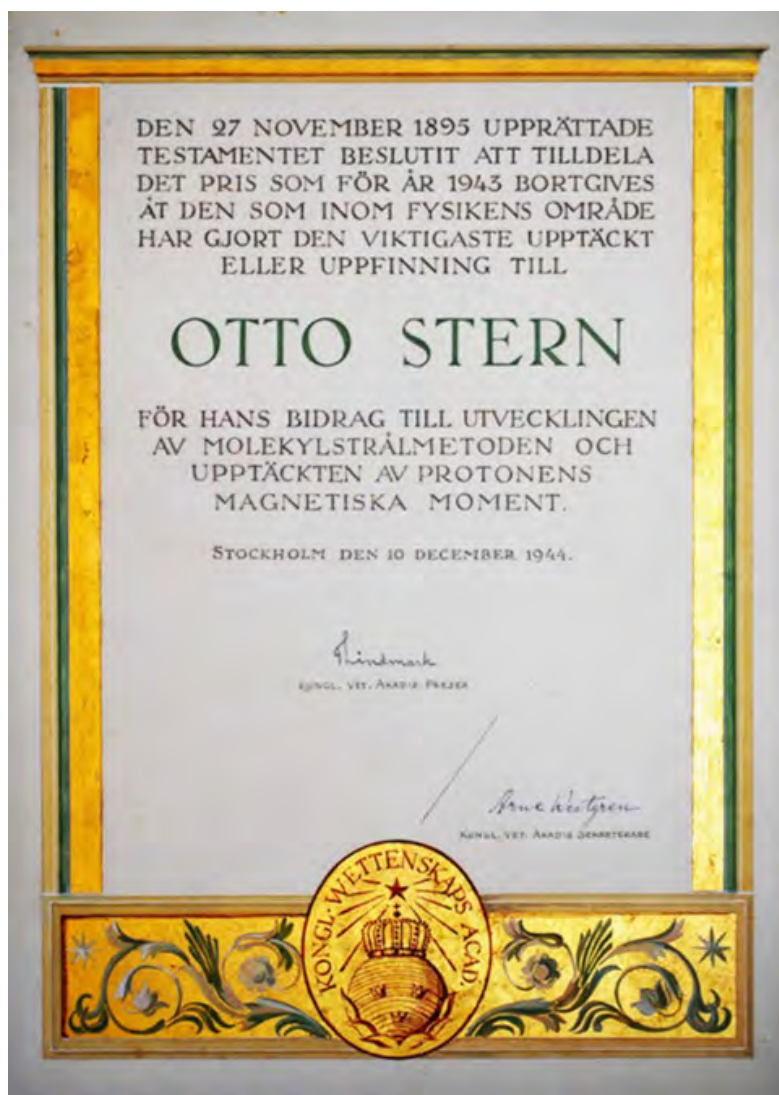 DEN 27 NOVEMBER 1895 UPPRÄTTADE
TESTAMENTET BESLUTIT ATT TILLDELA
DET PRIS SOM FÖR ÅR 1943 BORTGIVES
ÅT DEN SOM INOM FYSIKENS OMRÅDE
HAR GJORT DEN VIKTIGASTE UPPTÄCKT
ELLER UPPFINNING TILL
OTTO STERN
FÖR HANS BIDRAG TILL UTVECKLINGEN
AV MOLEKYLSTRÅLMETODEN OCH
UPPTÄCKTEN AV PROTONENS
MAGNETISKA MOMENT.
STOCKHOLM DEN 10 DECEMBER 1944.
KUNGL. VET. AKAD:S
Arne Westgren
KUNGL. VET. AKAD:S SEKRETERARE
KONGL. WETTENSKAPS ACAD.